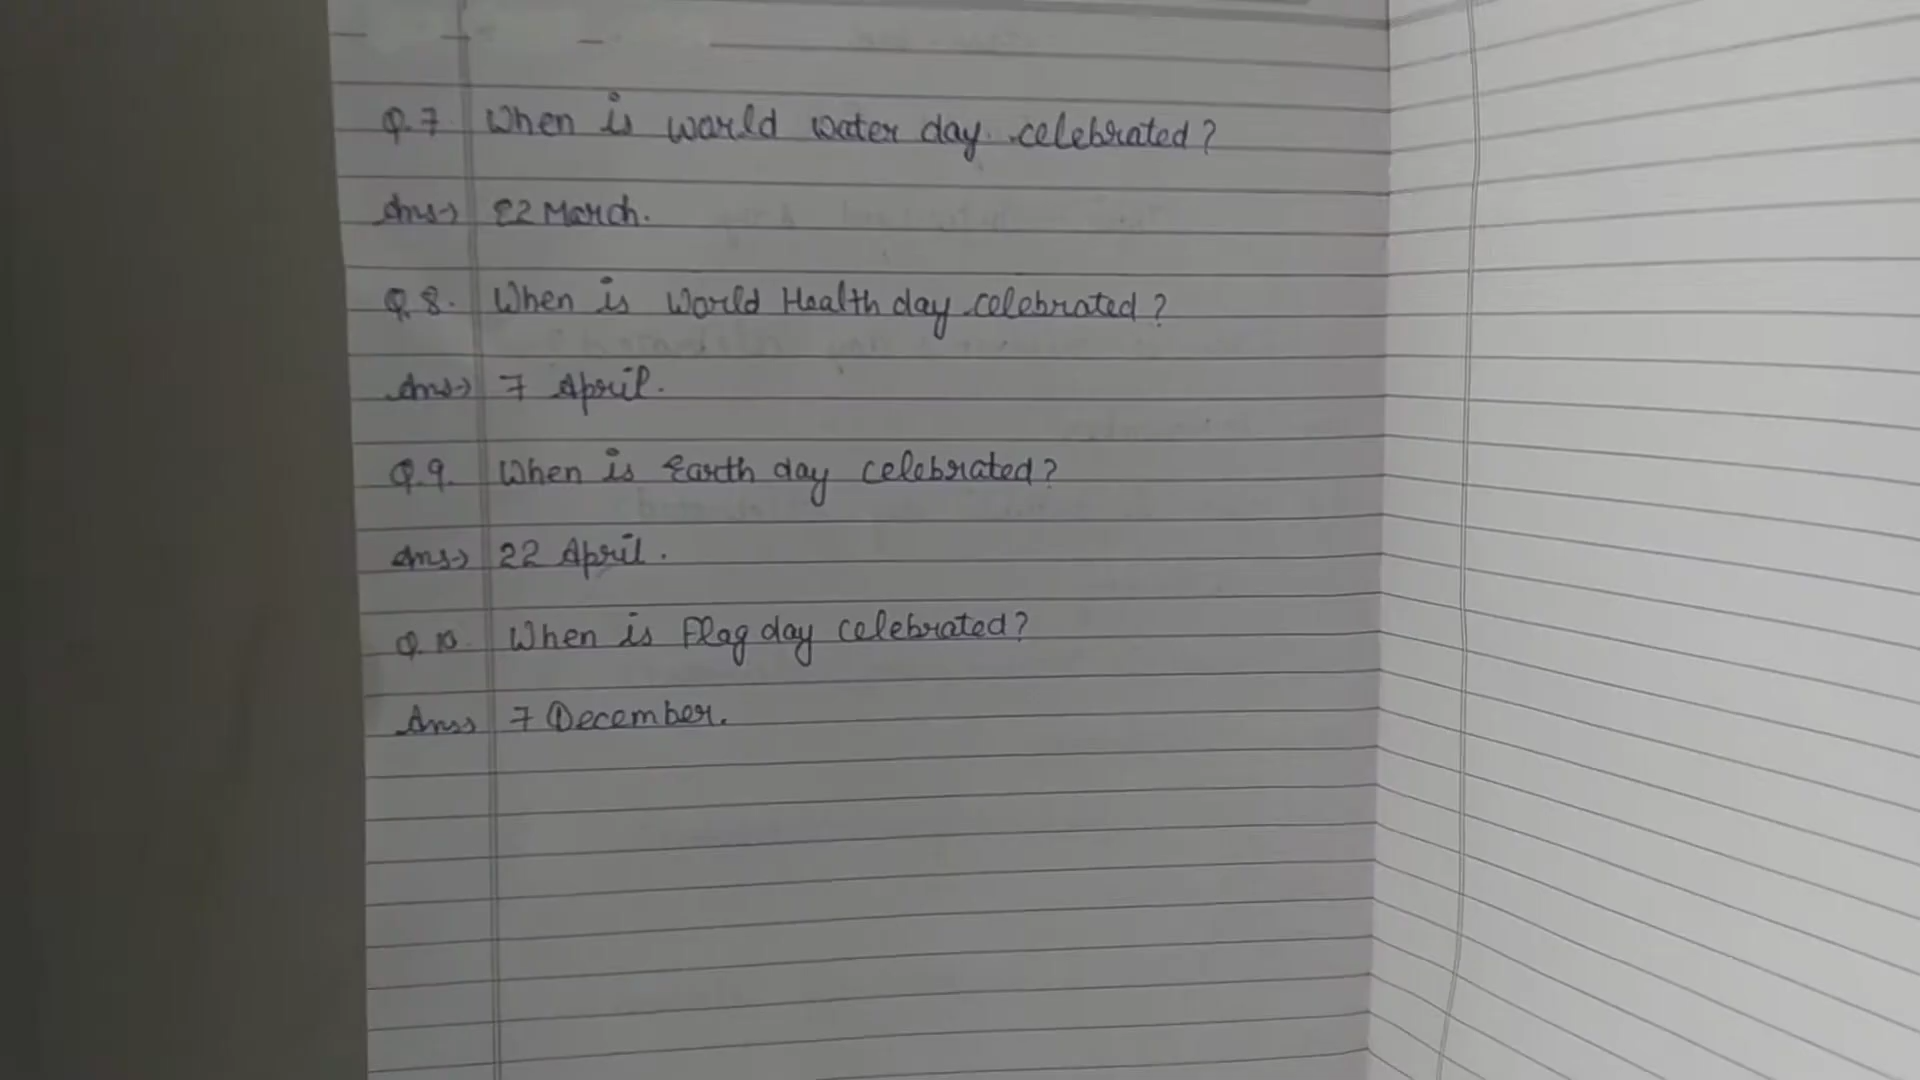 Q.7. When is world water day celebrated?
Ans→ 22 March.
Q.8. When is World Health day celebrated?
Ans→ 7 April.
Q.9. When is Earth day celebrated?
Ans→ 22 April.
Q.10. When is Flag day celebrated?
Ans→ 7 December.